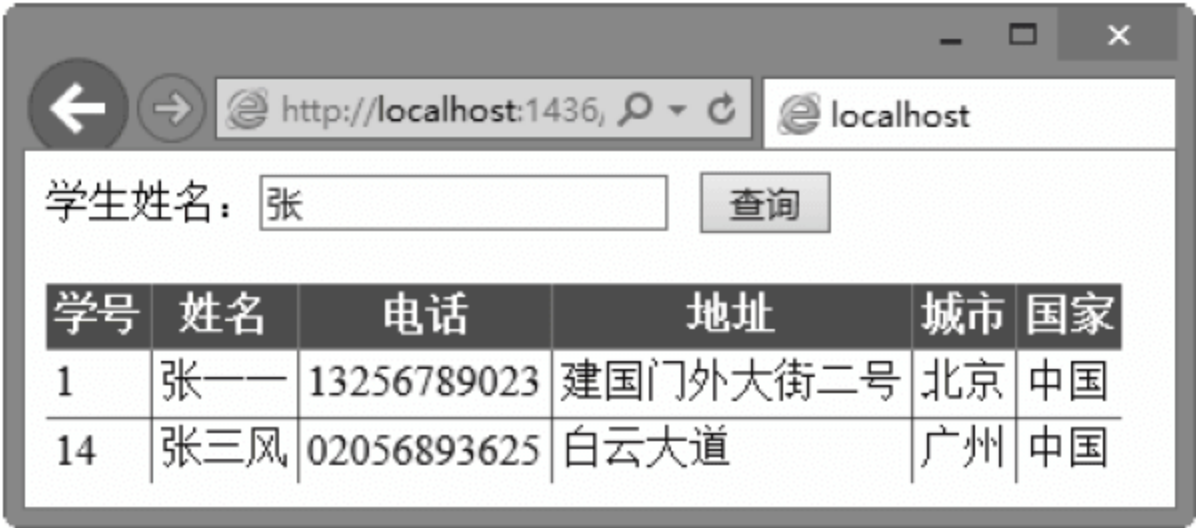 http://localhost:1436/ localhost
学生姓名：张 查询
学号 姓名 电话 地址 城市 国家
1 张一一 13256789023 建国门外大街二号 北京 中国
14 张三风 02056893625 白云大道 广州 中国